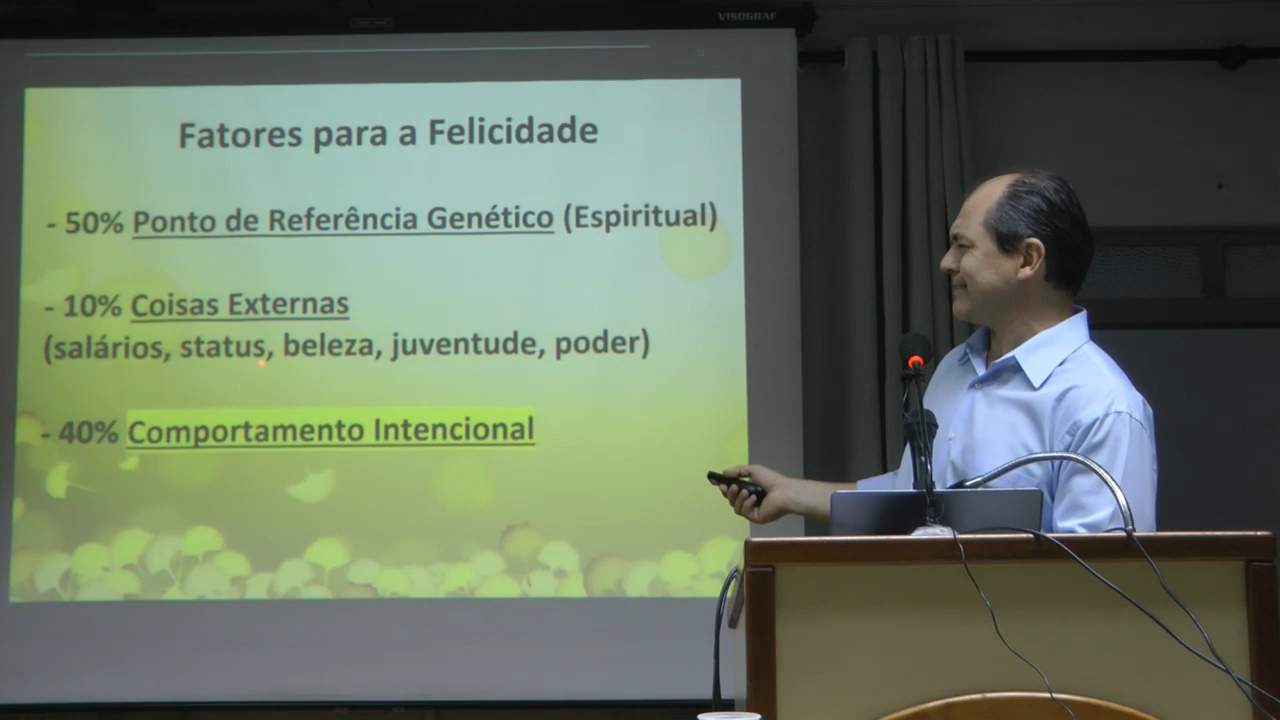 VISOGRAF
Fatores para a Felicidade
- 50% Ponto de Referência Genético (Espiritual)
- 10% Coisas Externas
(salários, status, beleza, juventude, poder)
- 40% Comportamento Intencional